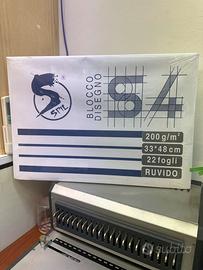 BLOCCO
DISEGNO
S4
200 g/m²
33*48 cm
22 fogli
RUVIDO
subito